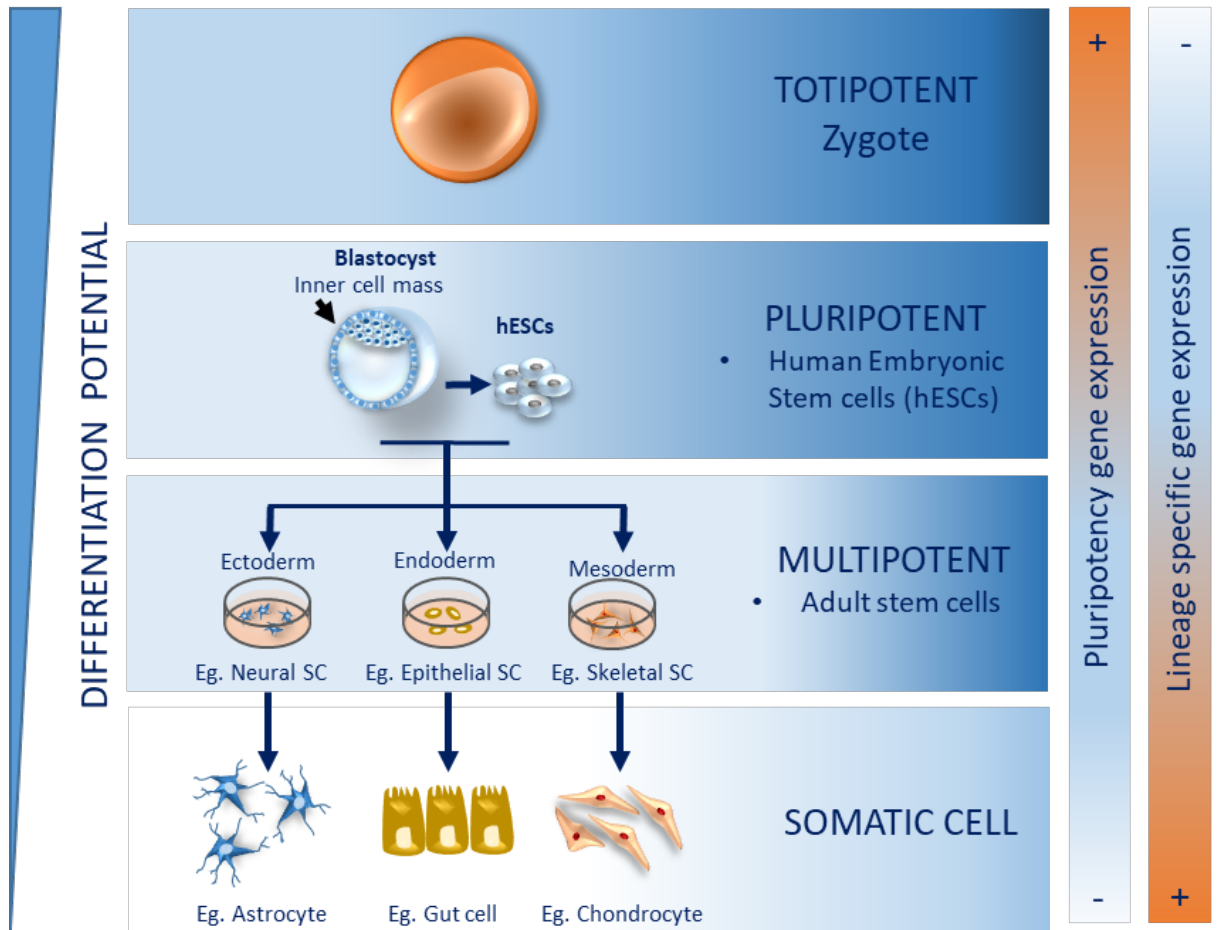 DIFFERENTIATION POTENTIAL
TOTIPOTENT
Zygote
Blastocyst
Inner cell mass
hESCs
PLURIPOTENT
• Human Embryonic
Stem cells (hESCs)
Ectoderm
Endoderm
Mesoderm
MULTIPOTENT
• Adult stem cells
Eg. Neural SC
Eg. Epithelial SC
Eg. Skeletal SC
SOMATIC CELL
Eg. Astrocyte
Eg. Gut cell
Eg. Chondrocyte
+
Pluripotency gene expression
-
-
Lineage specific gene expression
+